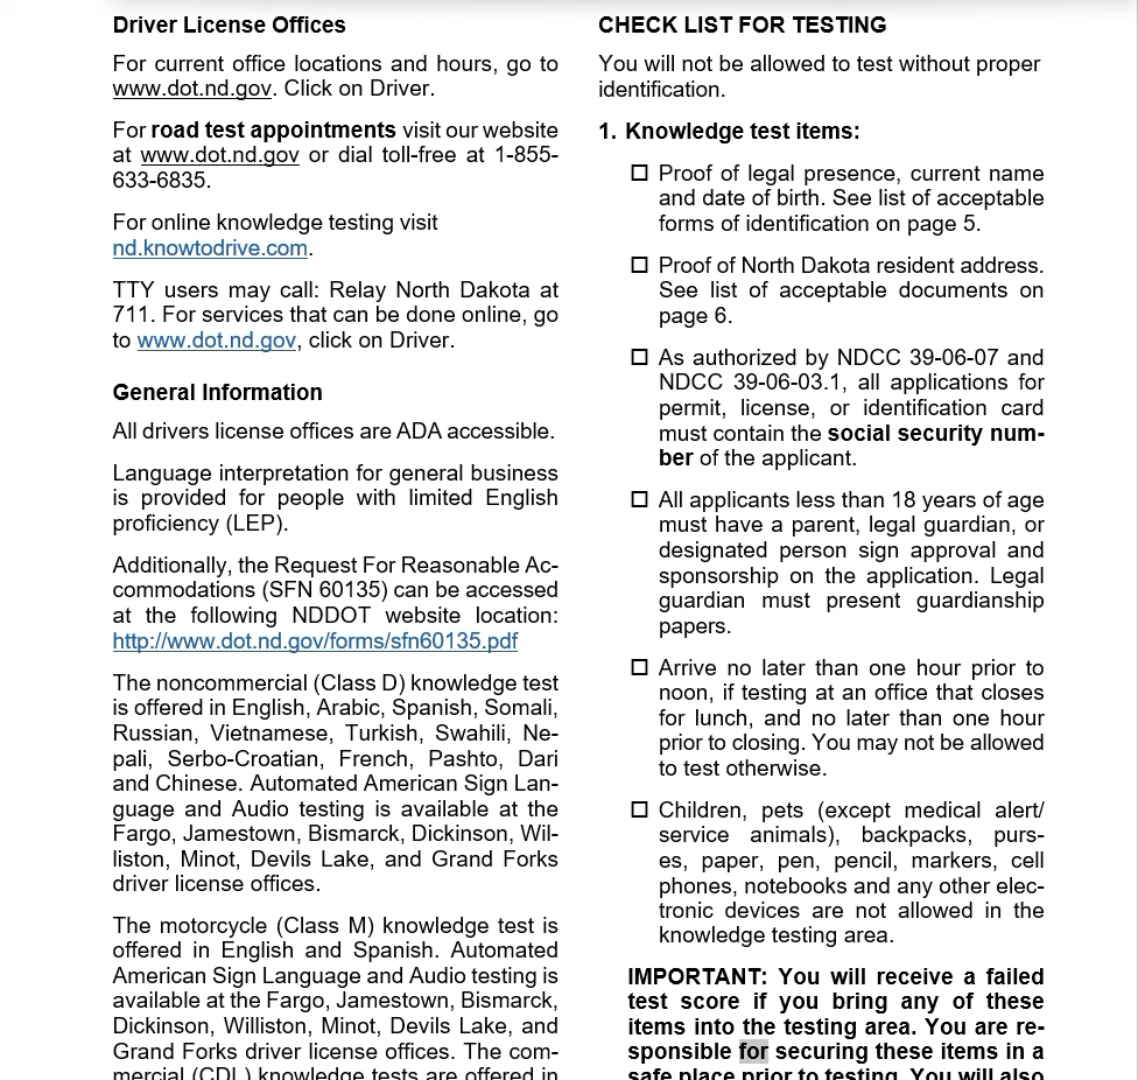 Driver License Offices
For current office locations and hours, go to
www.dot.nd.gov. Click on Driver.
For road test appointments visit our website
at www.dot.nd.gov or dial toll-free at 1-855-
633-6835.
For online knowledge testing visit
nd.knowtodrive.com.
TTY users may call: Relay North Dakota at
711. For services that can be done online, go
to www.dot.nd.gov, click on Driver.
General Information
All drivers license offices are ADA accessible.
Language interpretation for general business
is provided for people with limited English
proficiency (LEP).
Additionally, the Request For Reasonable Ac-
commodations (SFN 60135) can be accessed
at the following NDDOT website location:
http://www.dot.nd.gov/forms/sfn60135.pdf
The noncommercial (Class D) knowledge test
is offered in English, Arabic, Spanish, Somali,
Russian, Vietnamese, Turkish, Swahili, Ne-
pali, Serbo-Croatian, French, Pashto, Dari
and Chinese. Automated American Sign Lan-
guage and Audio testing is available at the
Fargo, Jamestown, Bismarck, Dickinson, Wil-
liston, Minot, Devils Lake, and Grand Forks
driver license offices.
The motorcycle (Class M) knowledge test is
offered in English and Spanish. Automated
American Sign Language and Audio testing is
available at the Fargo, Jamestown, Bismarck,
Dickinson, Williston, Minot, Devils Lake, and
Grand Forks driver license offices. The com-
mercial (CDL) knowledge tests are offered in
CHECK LIST FOR TESTING
You will not be allowed to test without proper
identification.
1. Knowledge test items:
☐ Proof of legal presence, current name
and date of birth. See list of acceptable
forms of identification on page 5.
☐ Proof of North Dakota resident address.
See list of acceptable documents on
page 6.
☐ As authorized by NDCC 39-06-07 and
NDCC 39-06-03.1, all applications for
permit, license, or identification card
must contain the social security num-
ber of the applicant.
☐ All applicants less than 18 years of age
must have a parent, legal guardian, or
designated person sign approval and
sponsorship on the application. Legal
guardian must present guardianship
papers.
☐ Arrive no later than one hour prior to
noon, if testing at an office that closes
for lunch, and no later than one hour
prior to closing. You may not be allowed
to test otherwise.
☐ Children, pets (except medical alert/
service animals), backpacks, purs-
es, paper, pen, pencil, markers, cell
phones, notebooks and any other elec-
tronic devices are not allowed in the
knowledge testing area.
IMPORTANT: You will receive a failed
test score if you bring any of these
items into the testing area. You are re-
sponsible for securing these items in a
safe place prior to testing. You will also